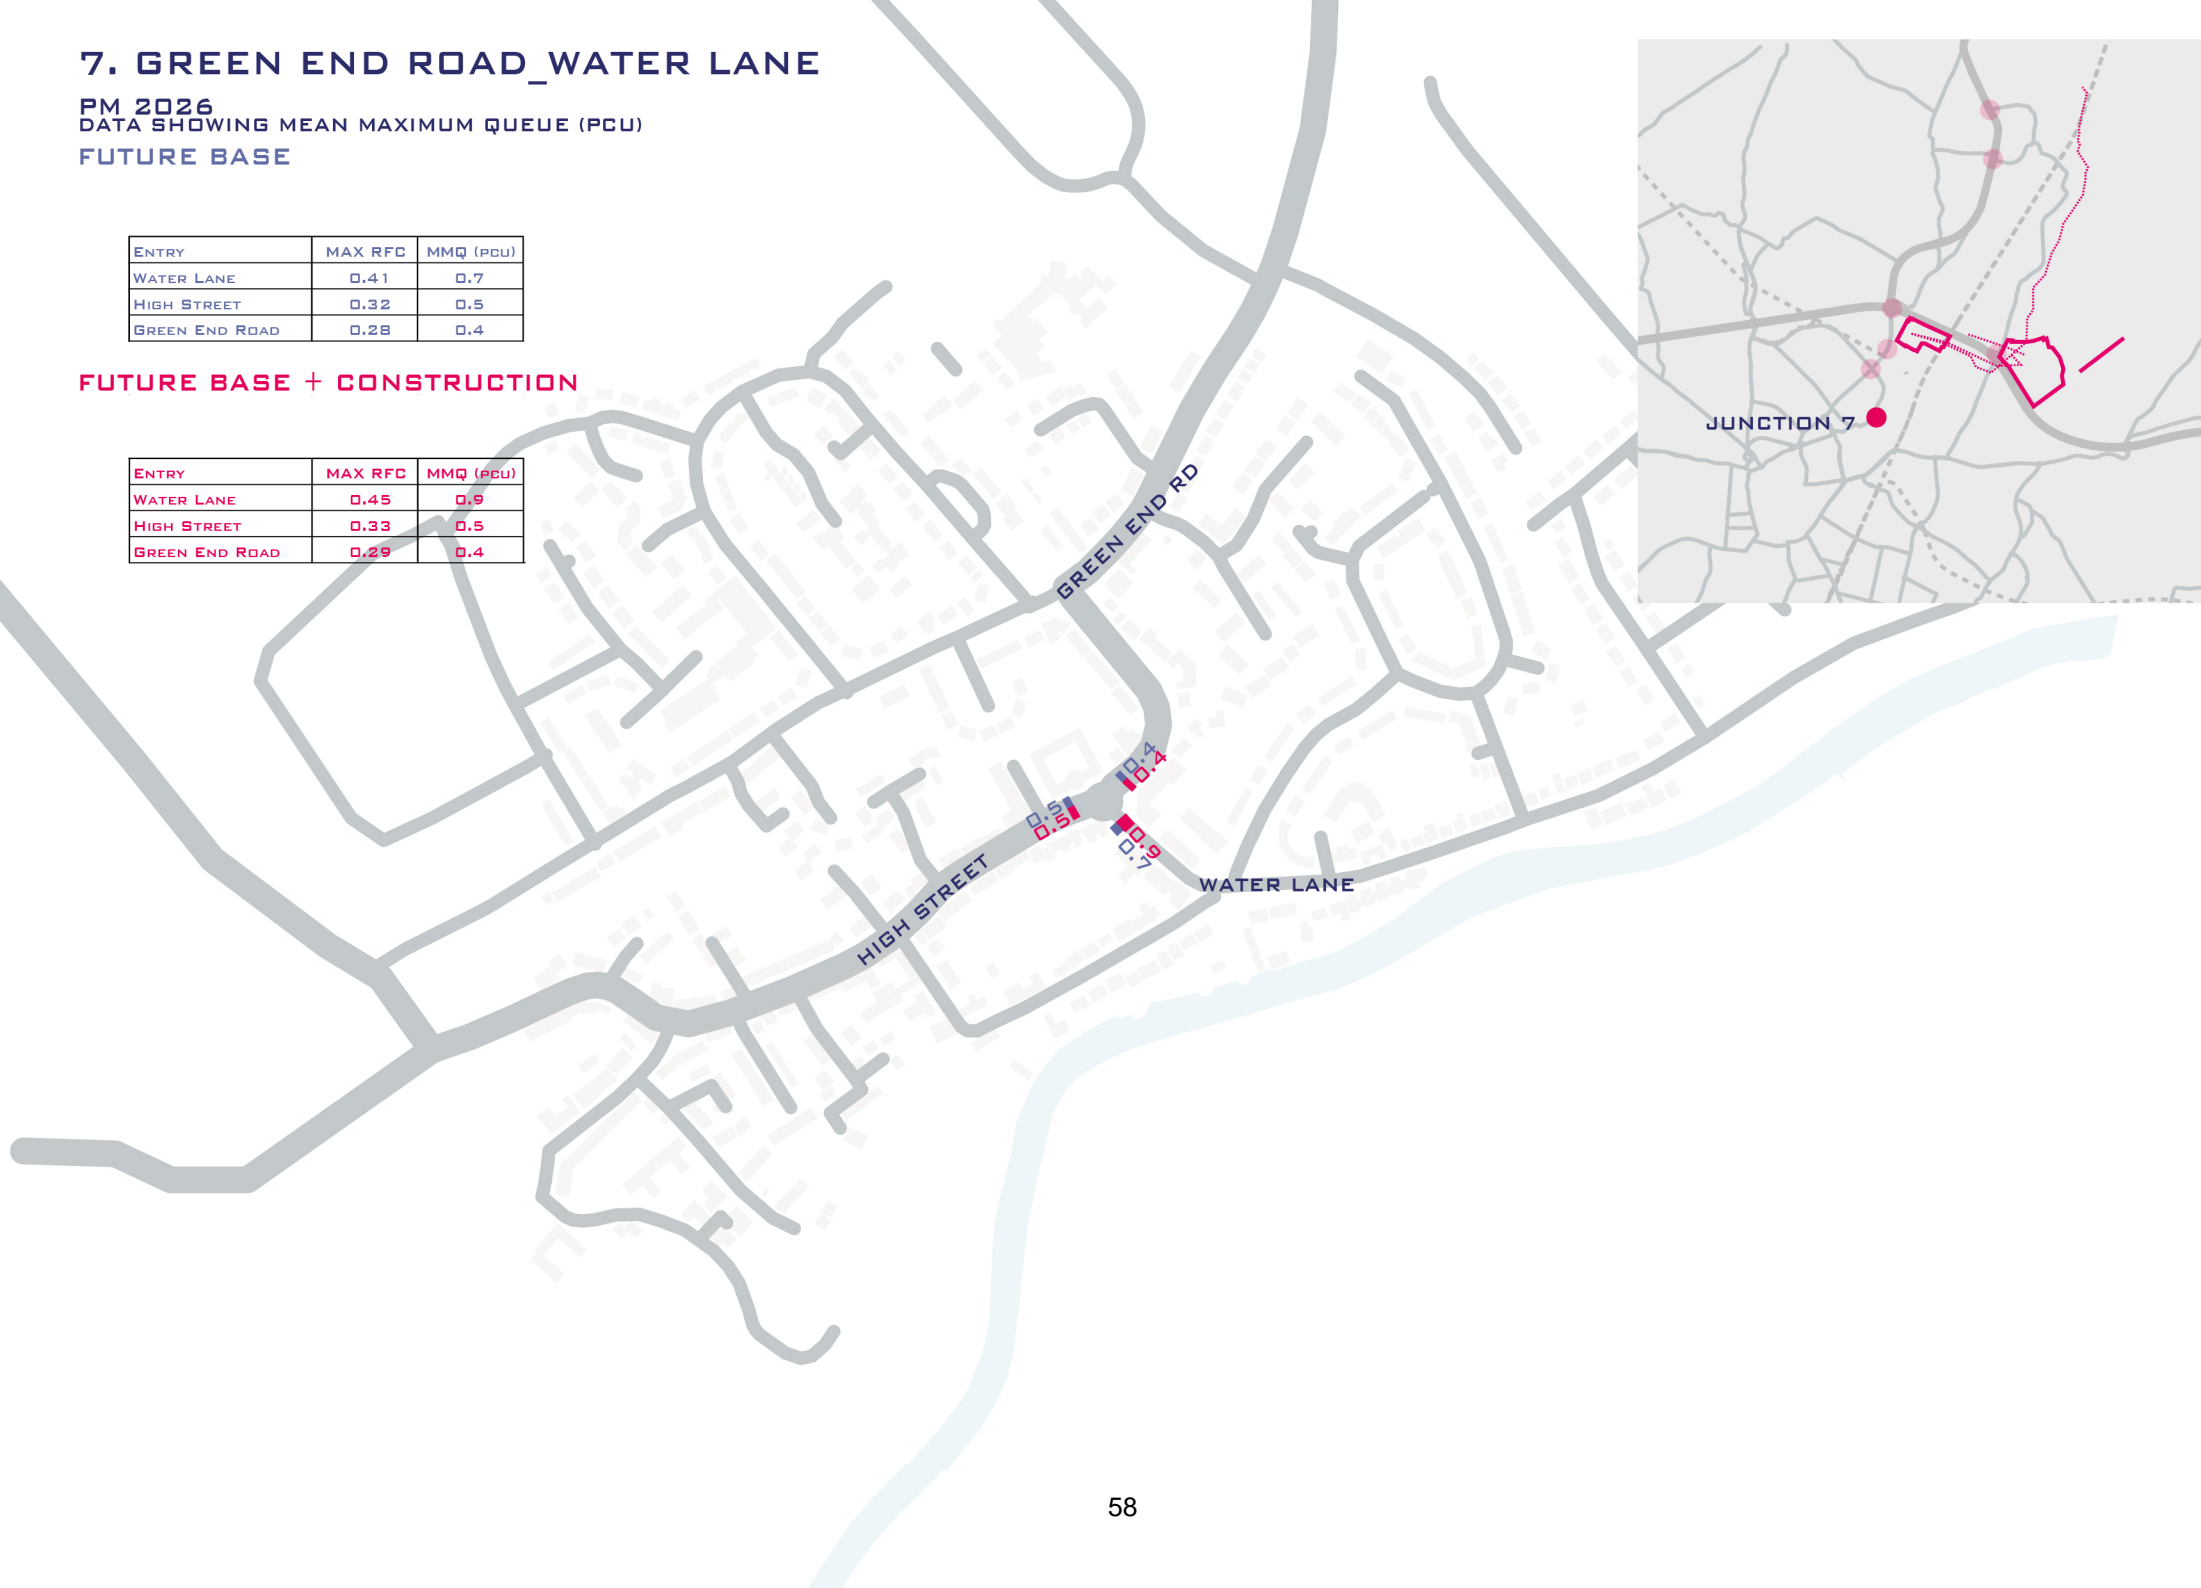 7. GREEN END ROAD_WATER LANE
PM 2026
DATA SHOWING MEAN MAXIMUM QUEUE (PCU)
FUTURE BASE
ENTRY MAX RFC MMQ (PCU)
WATER LANE 0.41 0.7
HIGH STREET 0.32 0.5
GREEN END ROAD 0.28 0.4
FUTURE BASE + CONSTRUCTION
ENTRY MAX RFC MMQ (PCU)
WATER LANE 0.45 0.9
HIGH STREET 0.33 0.5
GREEN END ROAD 0.29 0.4
JUNCTION 7
GREEN END RD
0.4
0.4
0.5
0.5
0.9
0.7
HIGH STREET
WATER LANE
58